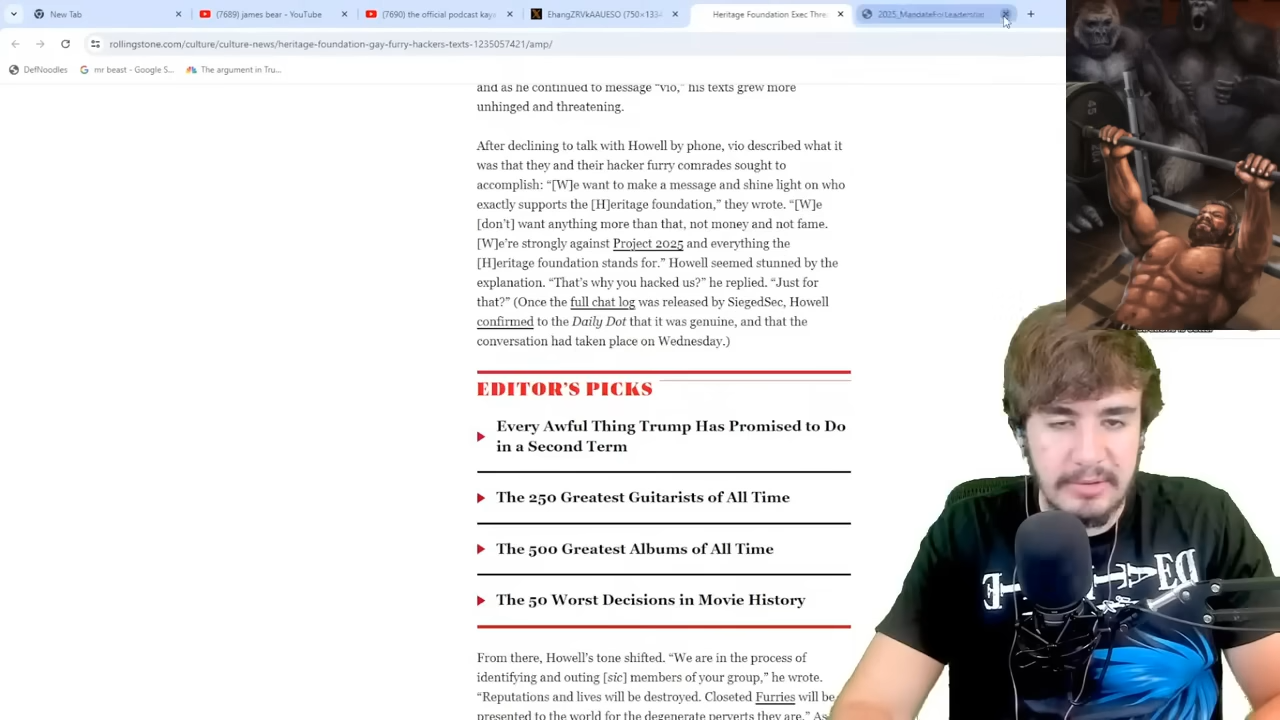 New Tab
(7689) james bear - YouTube
(7690) the official podcast kaya
EhangZRVkAAUESO (750×1334
Heritage Foundation Exec Thre
2025_MandateForLeadership
rollingstone.com/culture/culture-news/heritage-foundation-gay-furry-hackers-texts-1235057421/amp/
DefNoodles
mr beast - Google S...
The argument in Tru...
and as he continued to message “vio,” his texts grew more
unhinged and threatening.
After declining to talk with Howell by phone, vio described what it
was that they and their hacker furry comrades sought to
accomplish: “[W]e want to make a message and shine light on who
exactly supports the [H]eritage foundation,” they wrote. “[W]e
[don’t] want anything more than that, not money and not fame.
[W]e’re strongly against Project 2025 and everything the
[H]eritage foundation stands for.” Howell seemed stunned by the
explanation. “That’s why you hacked us?” he replied. “Just for
that?” (Once the full chat log was released by SiegedSec, Howell
confirmed to the Daily Dot that it was genuine, and that the
conversation had taken place on Wednesday.)
EDITOR’S PICKS
Every Awful Thing Trump Has Promised to Do
in a Second Term
The 250 Greatest Guitarists of All Time
The 500 Greatest Albums of All Time
The 50 Worst Decisions in Movie History
From there, Howell’s tone shifted. “We are in the process of
identifying and outing [sic] members of your group,” he wrote.
“Reputations and lives will be destroyed. Closeted Furries will be
presented to the world for the degenerate perverts they are.” As
45
DEATH